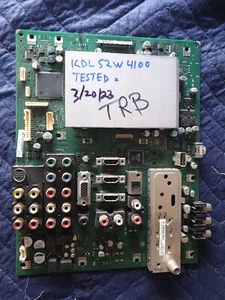 KDL52W4100
TESTED =
3/20/23
TRB